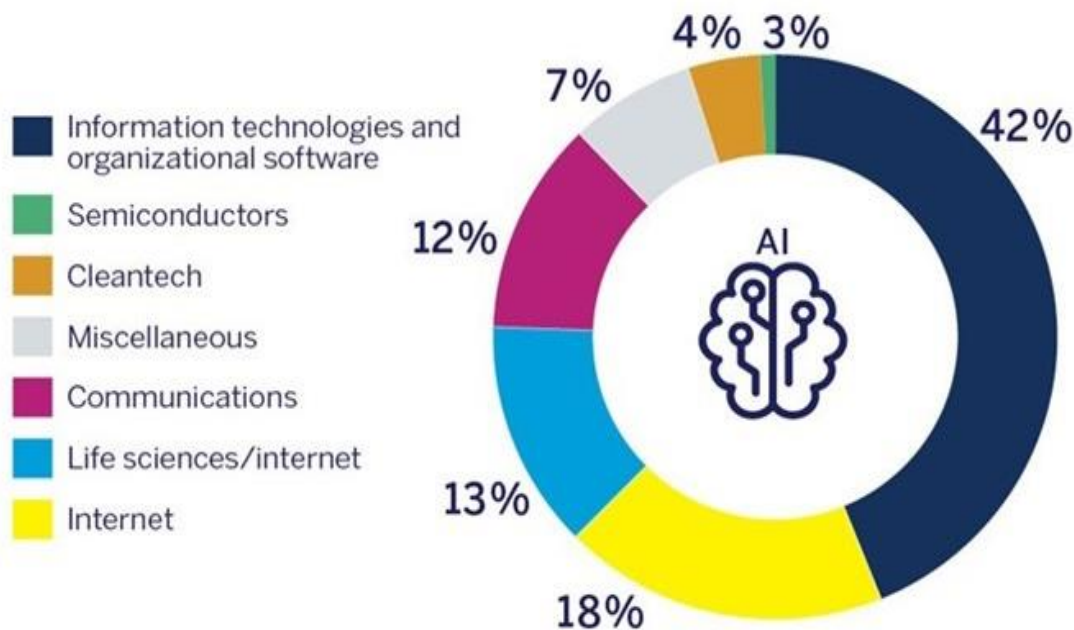 Information technologies and
organizational software
Semiconductors
Cleantech
Miscellaneous
Communications
Life sciences/internet
Internet
4% 3%
7%
42%
12%
AI
13%
18%